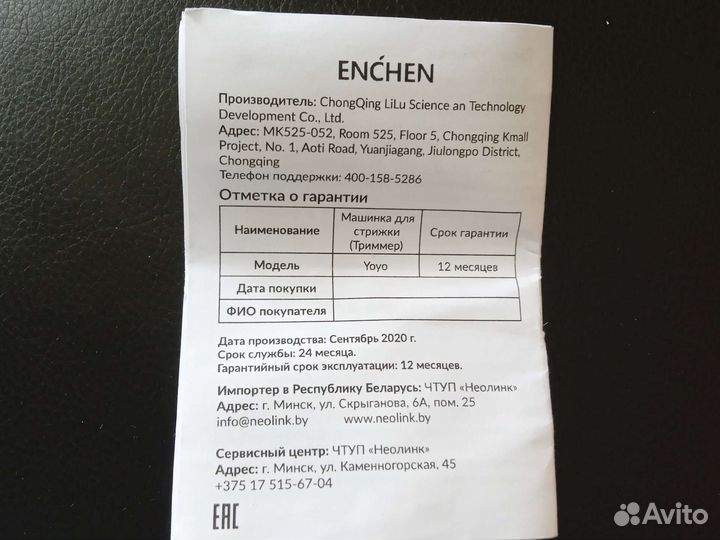 ENCHEN
Производитель: ChongQing LiLu Science an Technology
Development Co., Ltd.
Адрес: MK525-052, Room 525, Floor 5, Chongqing Kmall
Project, No. 1, Aoti Road, Yuanjiagang, Jiulongpo District,
Chongqing
Телефон поддержки: 400-158-5286
Отметка о гарантии
Наименование Машинка для стрижки (Триммер) Срок гарантии
Модель Yoyo 12 месяцев
Дата покупки
ФИО покупателя
Дата производства: Сентябрь 2020 г.
Срок службы: 24 месяца.
Гарантийный срок эксплуатации: 12 месяцев.
Импортер в Республику Беларусь: ЧТУП «Неолинк»
Адрес: г. Минск, ул. Скрыганова, 6А, пом. 25
info@neolink.by www.neolink.by
Сервисный центр: ЧТУП «Неолинк»
Адрес: г. Минск, ул. Каменногорская, 45
+375 17 515-67-04
EAC
Avito